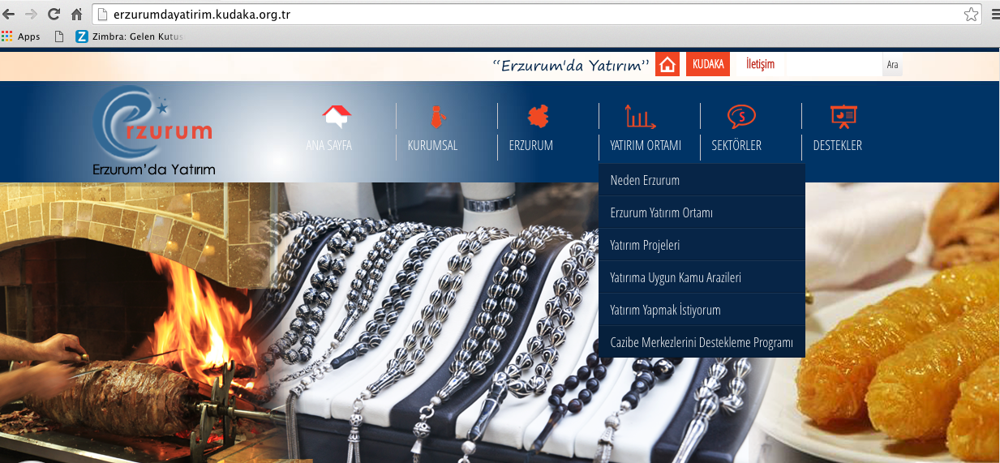 erzurumdayatirim.kudaka.org.tr
Apps
Zimbra: Gelen Kutus
“Erzurum'da Yatırım”
KUDAKA
İletişim
Ara
erzurum
Erzurum'da Yatırım
ANA SAYFA
KURUMSAL
ERZURUM
YATIRIM ORTAMI
SEKTÖRLER
DESTEKLER
Neden Erzurum
Erzurum Yatırım Ortamı
Yatırım Projeleri
Yatırıma Uygun Kamu Arazileri
Yatırım Yapmak İstiyorum
Cazibe Merkezlerini Destekleme Programı